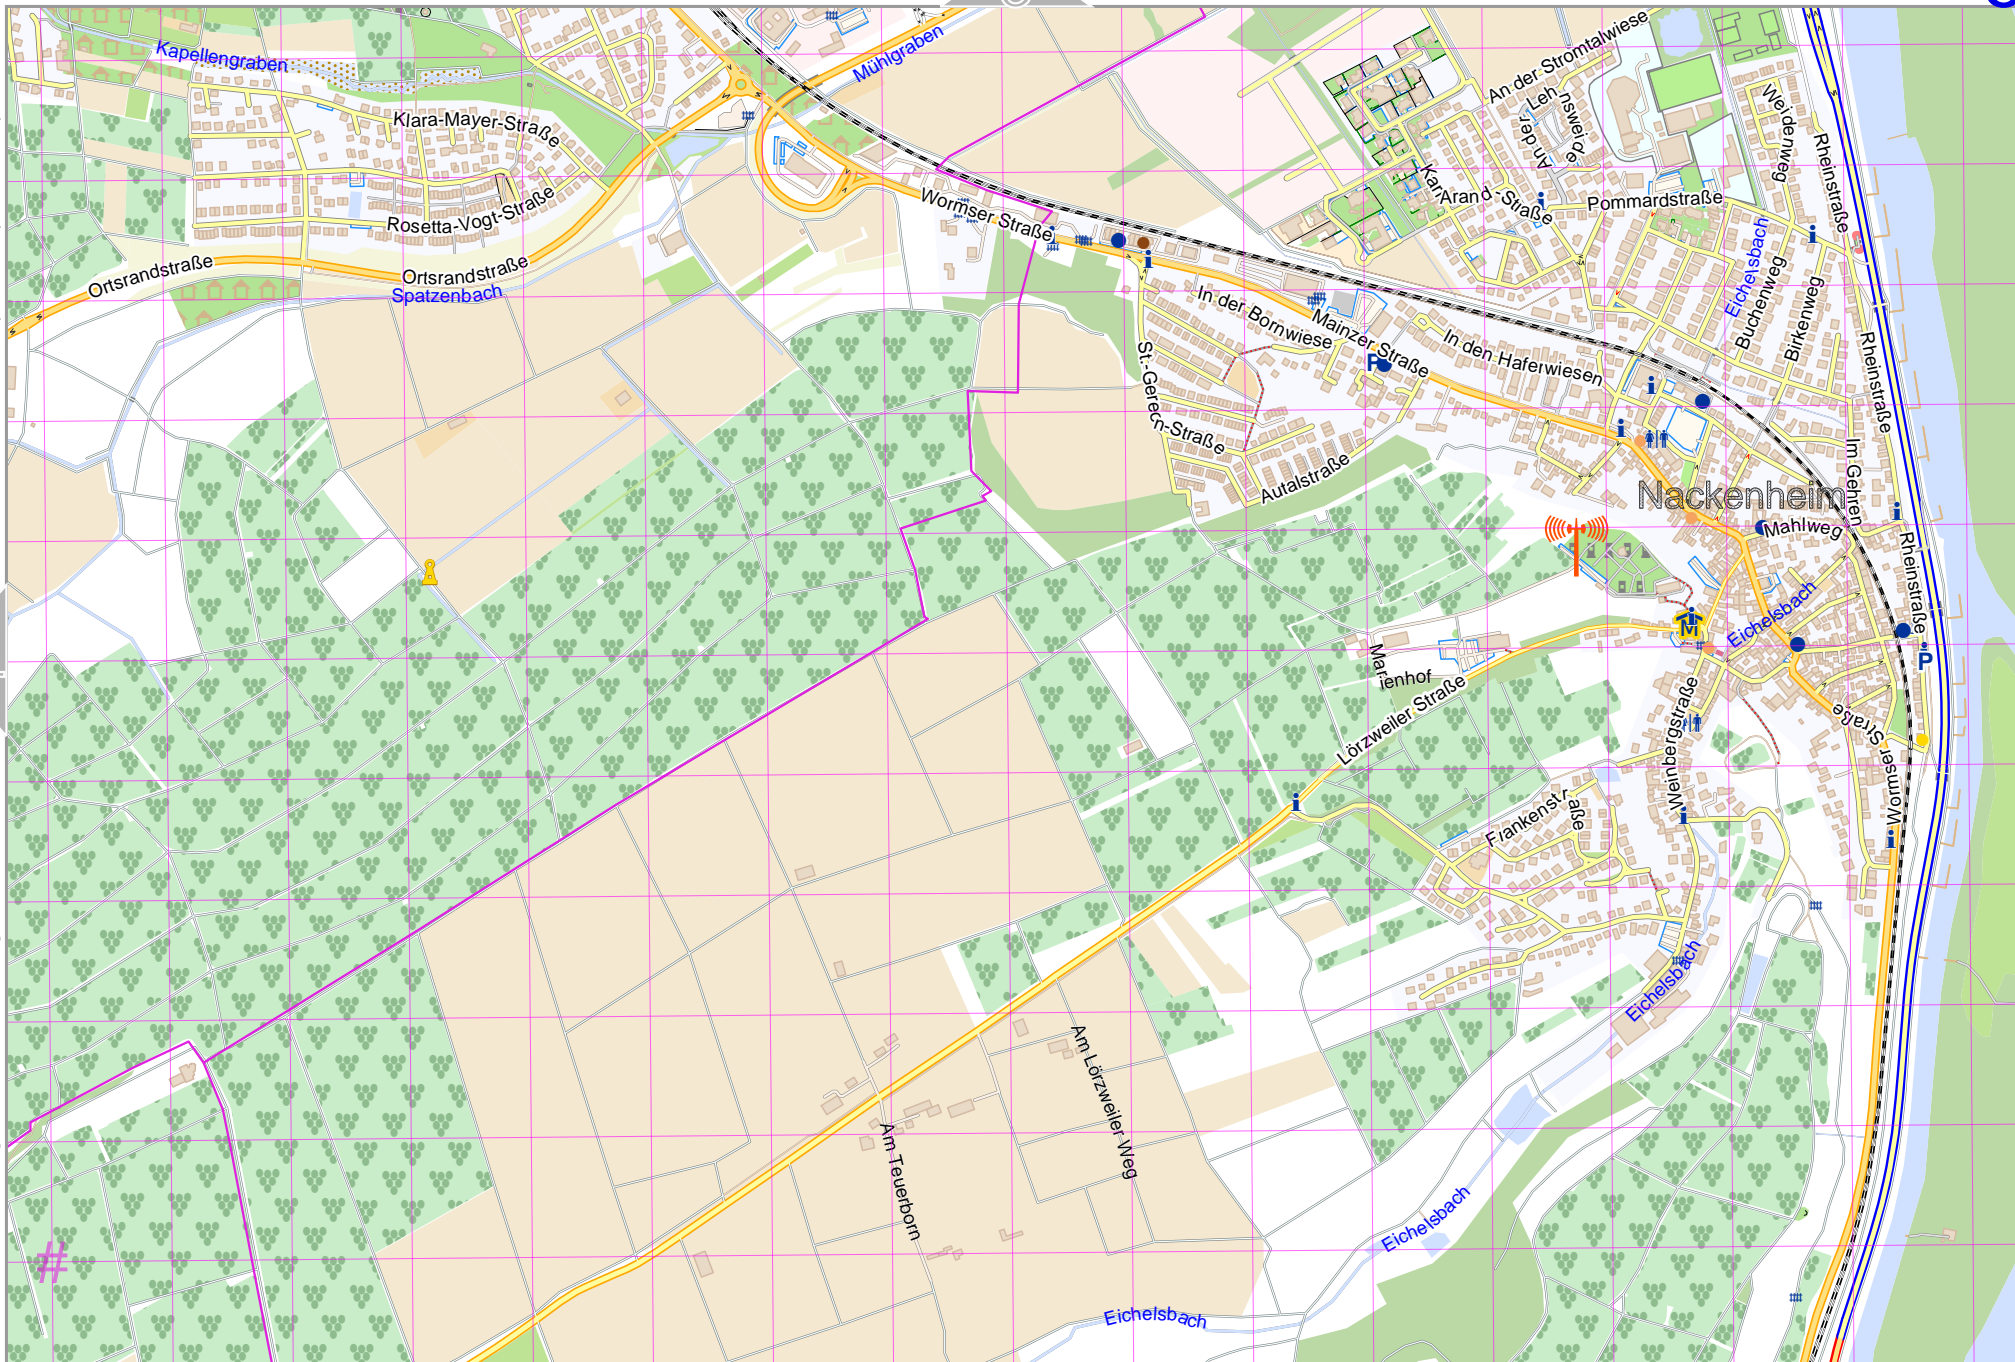 Kapellengraben
Mühlgraben
An der Stromtalwiese
Klara-Mayer-Straße
An der Lehnsweide
Weidenweg
Rheinstraße
Rosetta-Vogt-Straße
Wormser Straße
Karl-Arand-Straße
Pommardstraße
Ortsrandstraße
Ortsrandstraße
Spatzenbach
Eichelsbach
Buchenweg
Birkenweg
In der Bornwiese
Mainzer Straße
P
In den Haferwiesen
Rheinstraße
St.-Gereon-Straße
Autalstraße
Im Gehren
Nackenheim
Mahlweg
Rheinstraße
Eichelsbach
M
P
Marienhof
Lörzweiler Straße
Weinbergstraße
Wormser Straße
Frankenstraße
Eichelsbach
Am Lörzweiler Weg
Am Teuerborn
Eichelsbach
#
Eichelsbach